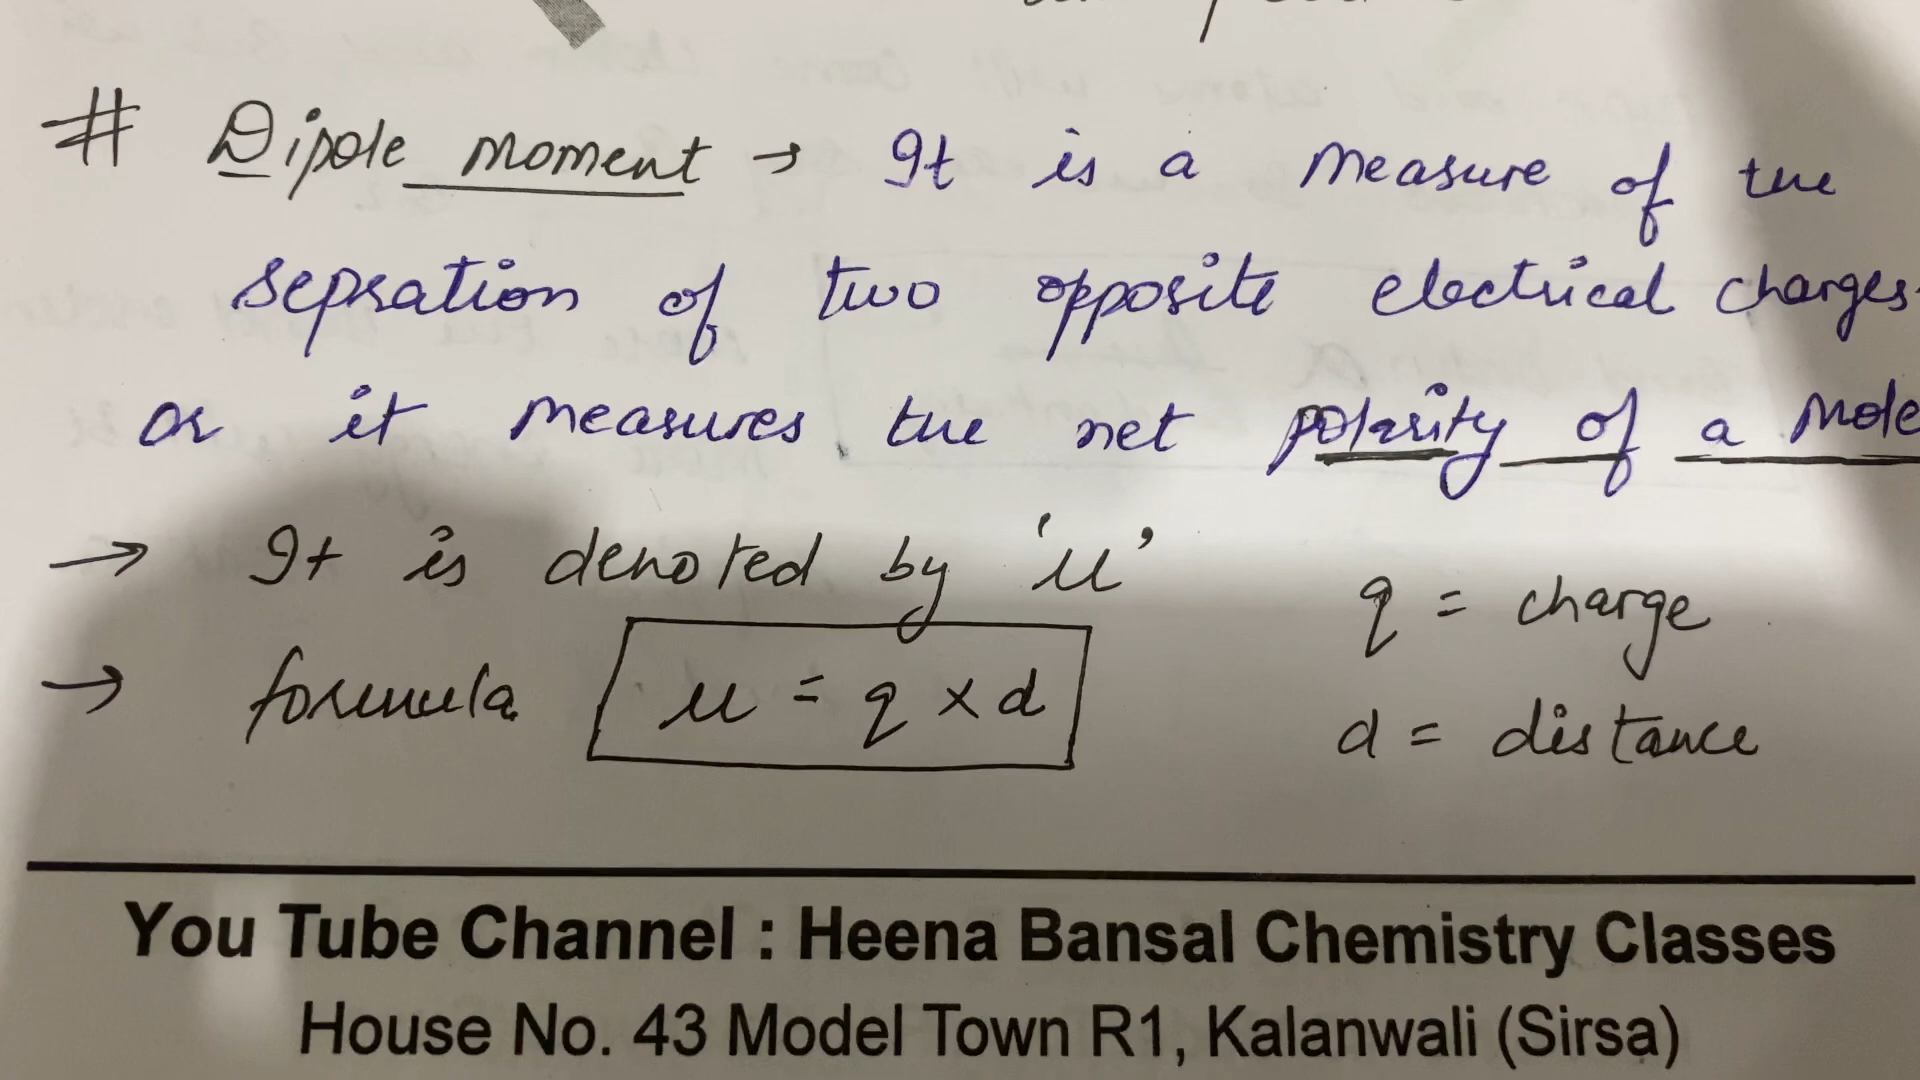 # Dipole moment → It is a measure of the
sepration of two opposite electrical charges.
or it measures the net polarity of a Mole
→ It is denoted by 'μ'
q = charge
→ formula μ = q × d
d = distance
You Tube Channel : Heena Bansal Chemistry Classes
House No. 43 Model Town R1, Kalanwali (Sirsa)